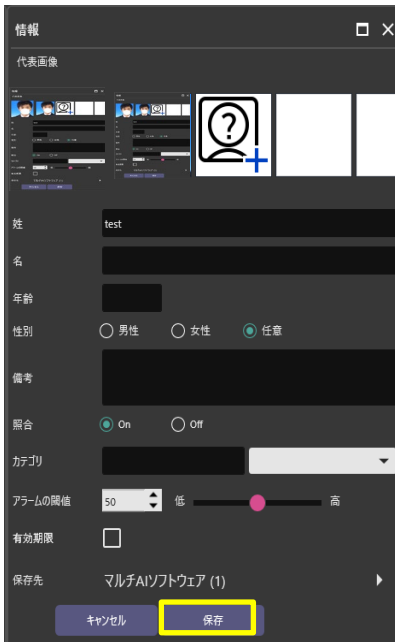 情報
代表画像
姓 test
名
年齢
性別 男性 女性 任意
備考
照合 On Off
カテゴリ
アラームの閾値 50 低 高
有効期限
保存先 マルチAIソフトウェア (1)
キャンセル 保存